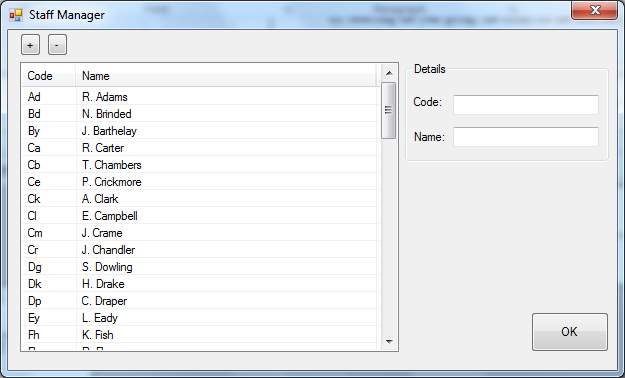 Staff Manager
+ -
Code Name
Ad R. Adams
Bd N. Brinded
By J. Barthelay
Ca R. Carter
Cb T. Chambers
Ce P. Crickmore
Ck A. Clark
Cl E. Campbell
Cm J. Crame
Cr J. Chandler
Dg S. Dowling
Dk H. Drake
Dp C. Draper
Ey L. Eady
Fh K. Fish
Details
Code:
Name:
OK